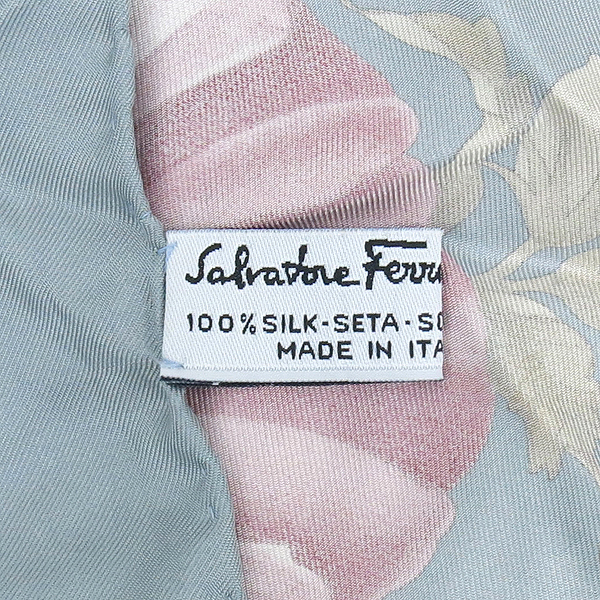 Salvatore Ferr
100% SILK-SETA-SO
MADE IN ITA